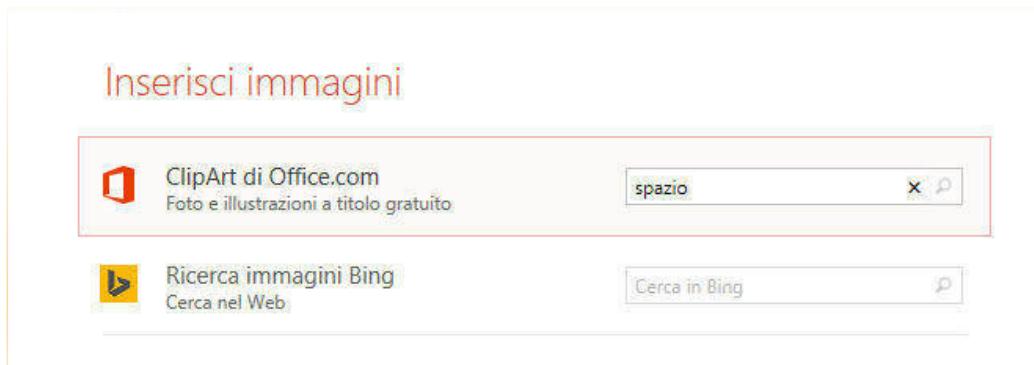 Inserisci immagini
ClipArt di Office.com
Foto e illustrazioni a titolo gratuito
spazio
Ricerca immagini Bing
Cerca nel Web
Cerca in Bing